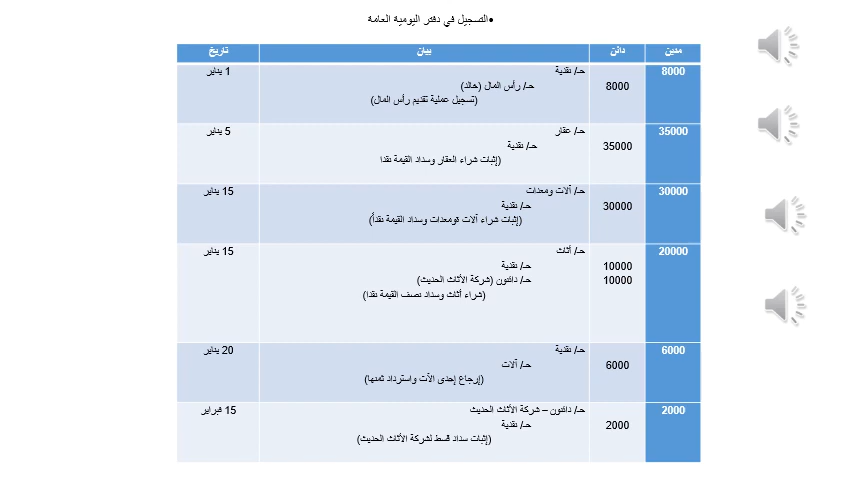 •التسجيل في دفتر اليومية العامة
مدين دائن بيان تاريخ
8000 حـ/ نقدية 1 يناير
8000 حـ/ رأس المال (خالد)
(تسجيل عملية تقديم رأس المال)
35000 حـ/ عقار 5 يناير
35000 حـ/ نقدية
(إثبات شراء العقار وسداد القيمة نقدا
30000 حـ/ آلات ومعدات 15 يناير
30000 حـ/ نقدية
(إثبات شراء آلات ةومعدات وسداد القيمة نقداً)
20000 حـ/ أثاث 15 يناير
10000 حـ/ نقدية
10000 حـ/ دائنون (شركة الأثاث الحديث)
(شراء أثاث وسداد نصف القيمة نقدا)
6000 حـ/ نقدية 20 يناير
6000 حـ/ آلات
(إرجاع إحدى الآت واسترداد ثمنها)
2000 حـ/ دائنون – شركة الأثاث الحديث 15 فبراير
2000 حـ/ نقدية
(إثبات سداد قسط لشركة الأثاث الحديث)